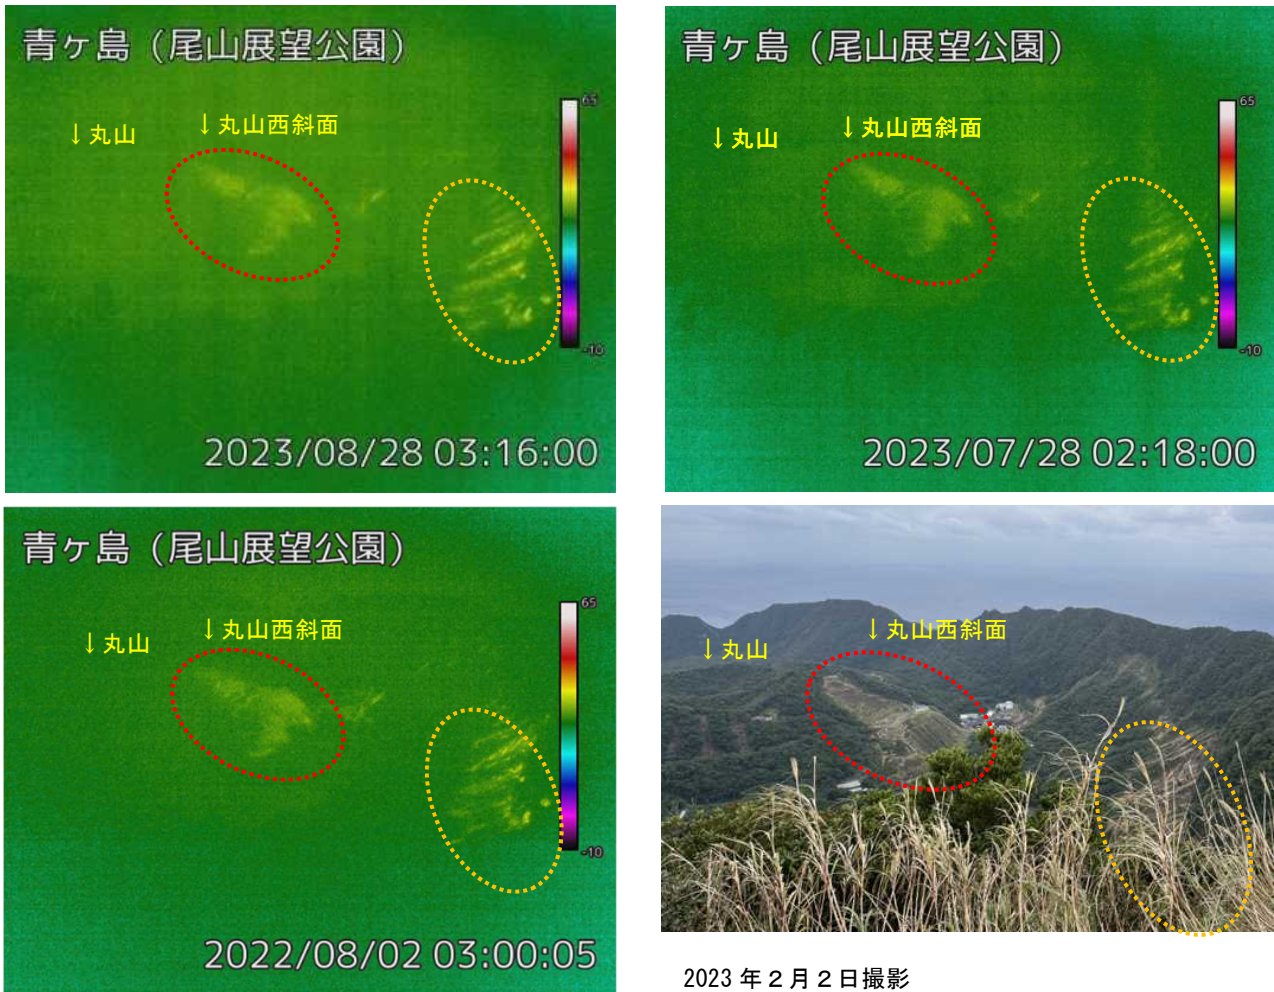 青ヶ島（尾山展望公園）
65
↓丸山
↓丸山西斜面
-10
2023/08/28 03:16:00
青ヶ島（尾山展望公園）
65
↓丸山
↓丸山西斜面
-10
2023/07/28 02:18:00
青ヶ島（尾山展望公園）
65
↓丸山
↓丸山西斜面
-10
2022/08/02 03:00:05
↓丸山
↓丸山西斜面
2023年２月２日撮影